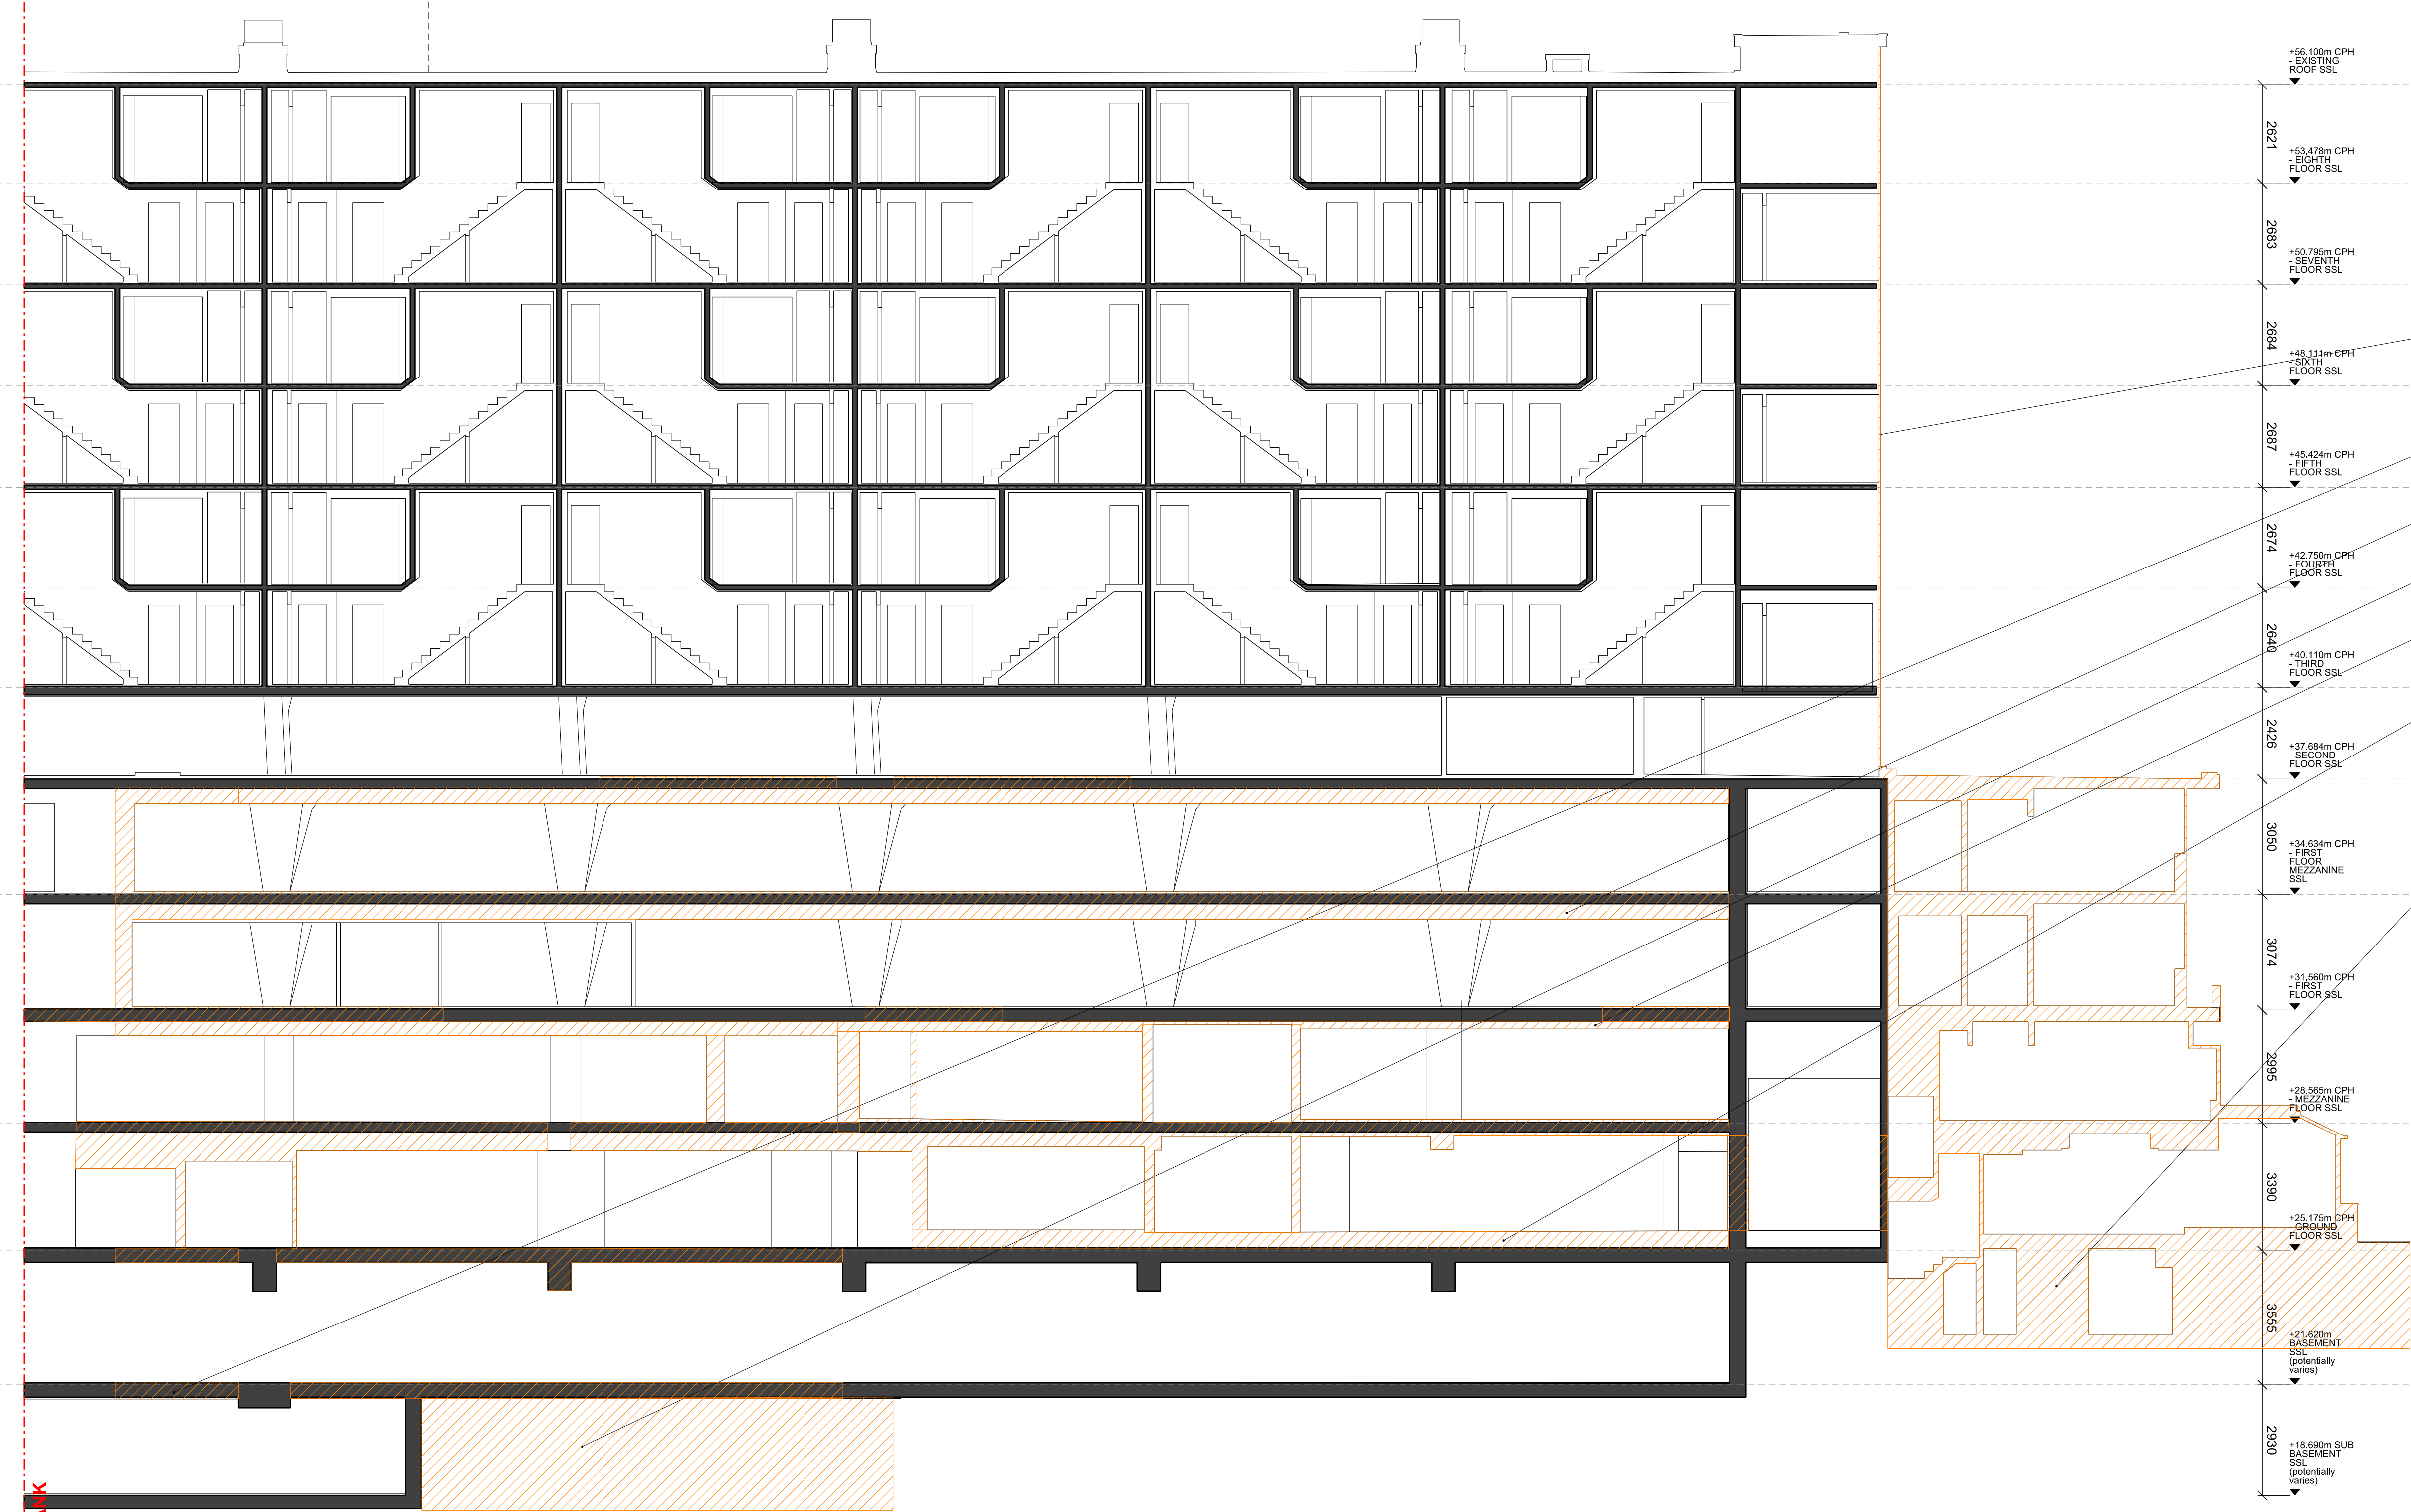 +56.100m CPH
- EXISTING
ROOF SSL
2621
+53.478m CPH
- EIGHTH
FLOOR SSL
2683
+50.795m CPH
- SEVENTH
FLOOR SSL
2684
+48.111m CPH
- SIXTH
FLOOR SSL
2687
+45.424m CPH
- FIFTH
FLOOR SSL
2674
+42.750m CPH
- FOURTH
FLOOR SSL
2640
+40.110m CPH
- THIRD
FLOOR SSL
2426
+37.684m CPH
- SECOND
FLOOR SSL
3050
+34.634m CPH
- FIRST
FLOOR
MEZZANINE
SSL
3074
+31.560m CPH
- FIRST
FLOOR SSL
2995
+28.565m CPH
- MEZZANINE
FLOOR SSL
3390
+25.175m CPH
- GROUND
FLOOR SSL
3555
+21.620m
BASEMENT
SSL
(potentially
varies)
2930
+18.690m SUB
BASEMENT
SSL
(potentially
varies)